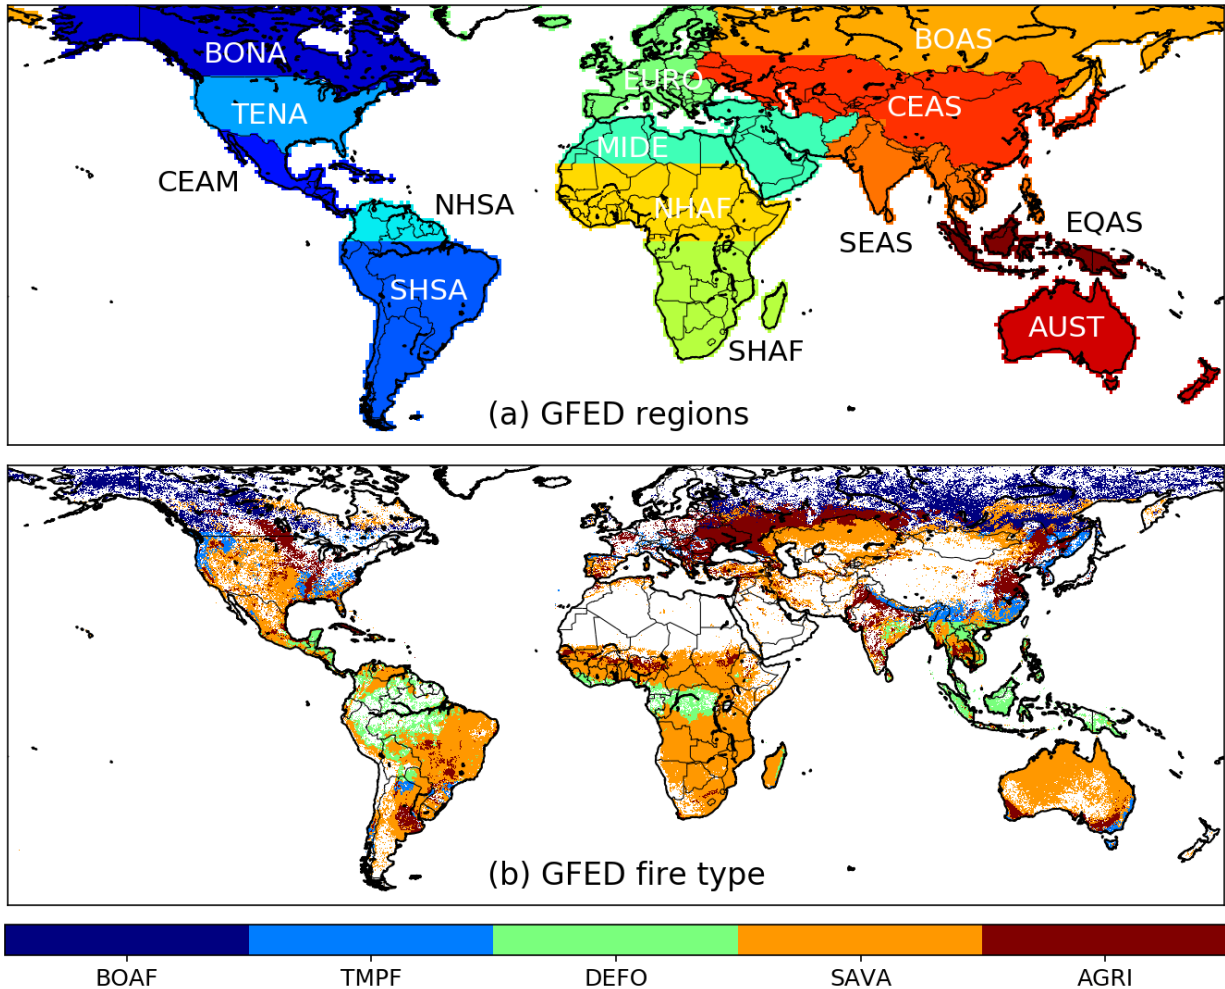 BONA
BOAS
EURO
TENA
CEAS
MIDE
CEAM
NHSA
NHAF
EQAS
SEAS
SHSA
AUST
SHAF
(a) GFED regions
(b) GFED fire type
BOAF
TMPF
DEFO
SAVA
AGRI